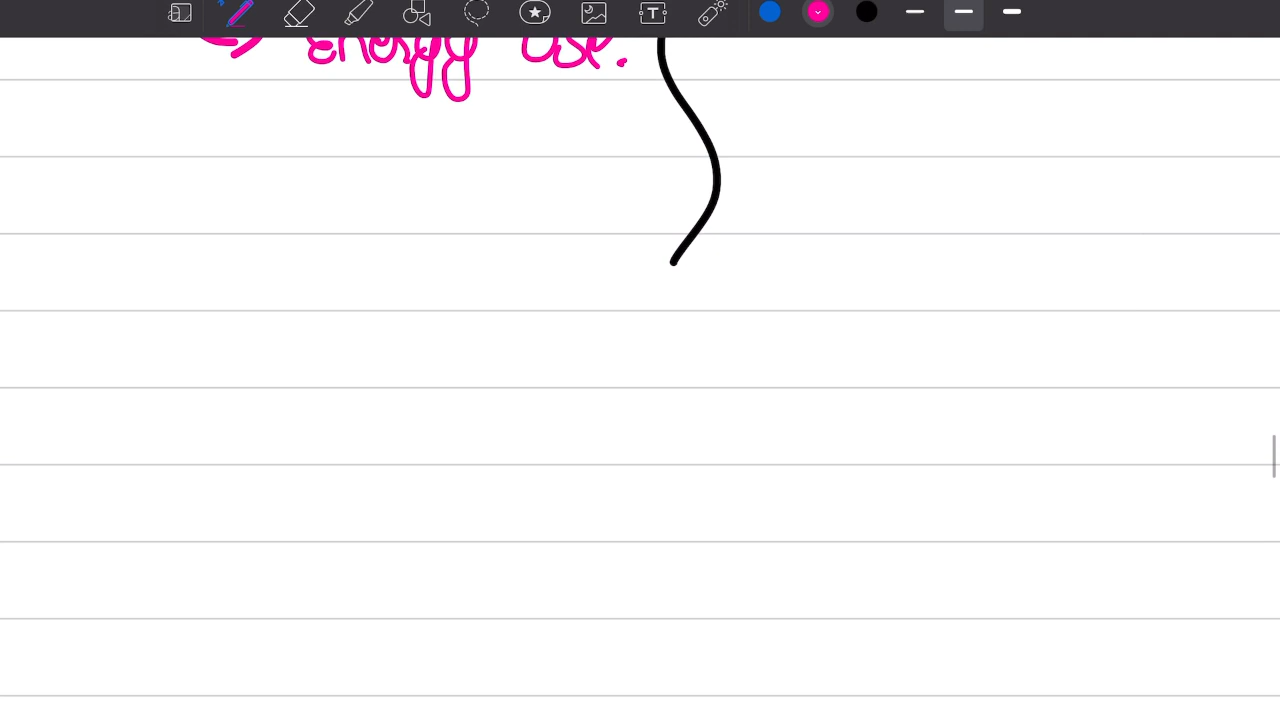 → energy use.